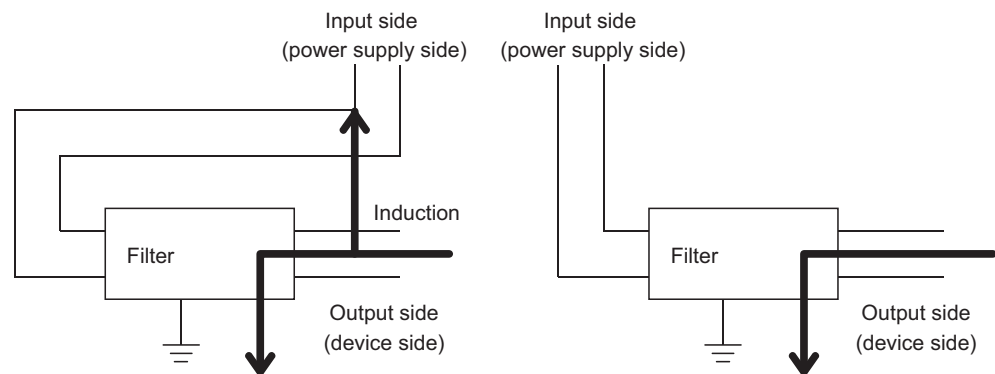 Input side
(power supply side)
Induction
Filter
Output side
(device side)
Input side
(power supply side)
Filter
Output side
(device side)